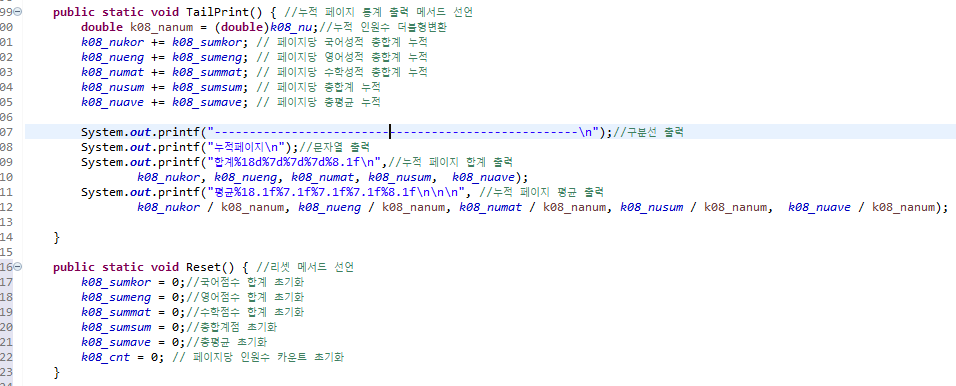 99 public static void TailPrint() { //누적 페이지 통계 출력 메서드 선언
00 double k08_nanum = (double)k08_nu;//누적 인원수 더블형변환
01 k08_nukor += k08_sumkor; // 페이지당 국어성적 총합계 누적
02 k08_nueng += k08_sumeng; // 페이지당 영어성적 총합계 누적
03 k08_numat += k08_summat; // 페이지당 수학성적 총합계 누적
04 k08_nusum += k08_sumsum; // 페이지당 총합계 누적
05 k08_nuave += k08_sumave; // 페이지당 총평균 누적
06
07 System.out.printf("----------------------------------------------------\n");//구분선 출력
08 System.out.printf("누적페이지\n");//문자열 출력
09 System.out.printf("합계%18d%7d%7d%7d%8.1f\n",//누적 페이지 합계 출력
10 k08_nukor, k08_nueng, k08_numat, k08_nusum,  k08_nuave);
11 System.out.printf("평균%18.1f%7.1f%7.1f%7.1f%8.1f\n\n\n", //누적 페이지 평균 출력
12 k08_nukor / k08_nanum, k08_nueng / k08_nanum, k08_numat / k08_nanum, k08_nusum / k08_nanum,  k08_nuave / k08_nanum);
13
14 }
15
16 public static void Reset() { //리셋 메서드 선언
17 k08_sumkor = 0;//국어점수 합계 초기화
18 k08_sumeng = 0;//영어점수 합계 초기화
19 k08_summat = 0;//수학점수 합계 초기화
20 k08_sumsum = 0;//총합계점 초기화
21 k08_sumave = 0;//총평균 초기화
22 k08_cnt = 0; // 페이지당 인원수 카운트 초기화
23 }